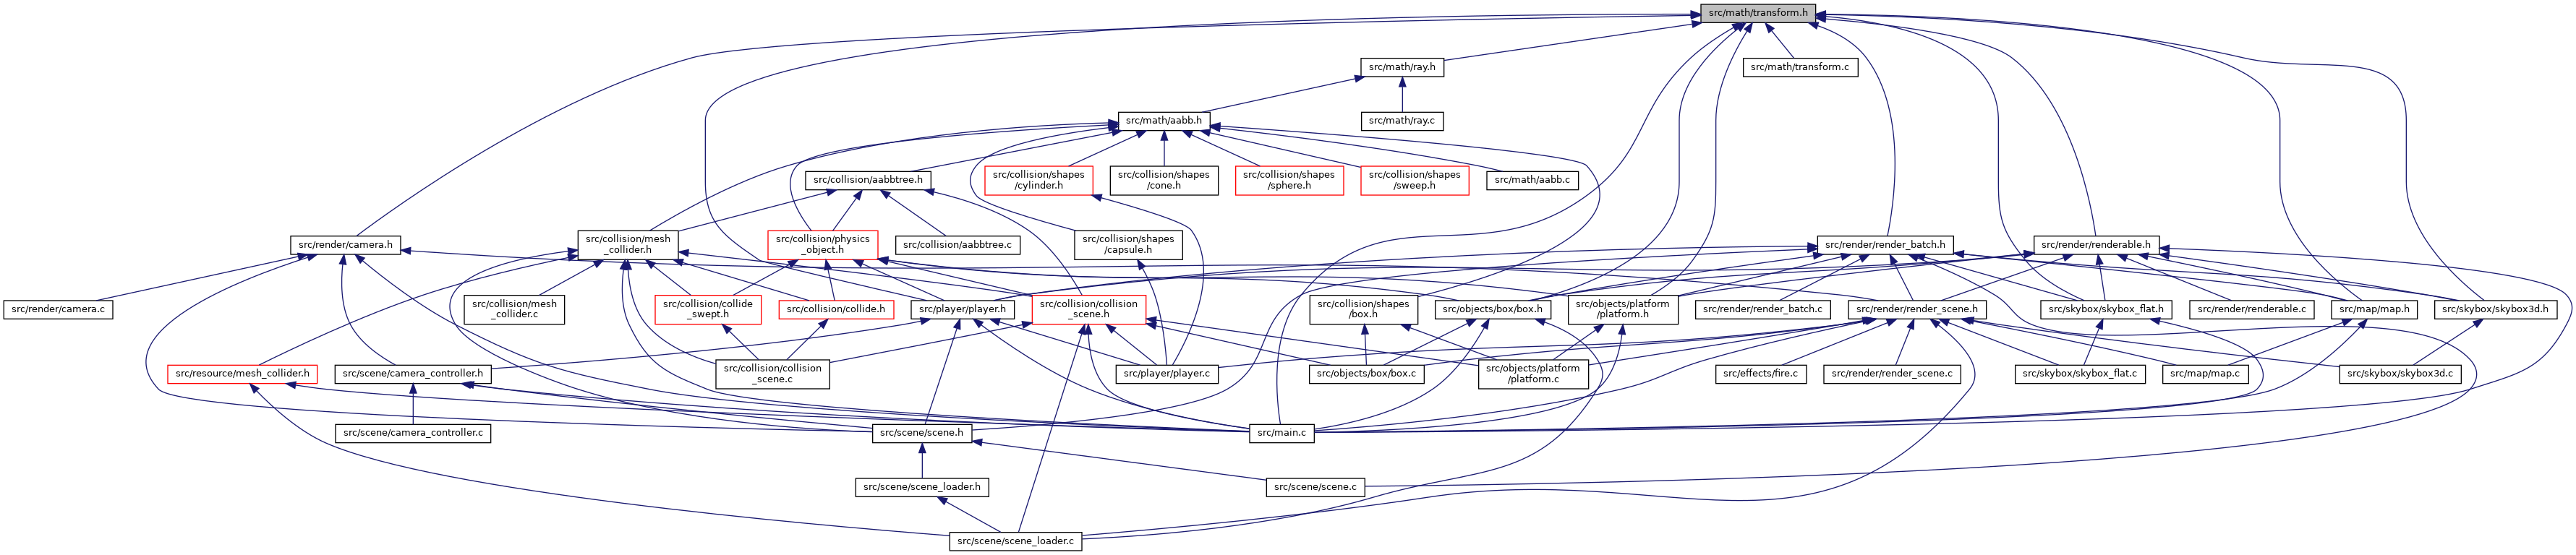 src/math/transform.h
src/math/ray.h
src/math/transform.c
src/math/aabb.h
src/math/ray.c
src/collision/aabbtree.h
src/collision/shapes
/cylinder.h
src/collision/shapes
/cone.h
src/collision/shapes
/sphere.h
src/collision/shapes
/sweep.h
src/math/aabb.c
src/render/camera.h
src/collision/mesh
_collider.h
src/collision/physics
_object.h
src/collision/aabbtree.c
src/collision/shapes
/capsule.h
src/render/render_batch.h
src/render/renderable.h
src/render/camera.c
src/collision/mesh
_collider.c
src/collision/collide
_swept.h
src/collision/collide.h
src/player/player.h
src/collision/collision
_scene.h
src/collision/shapes
/box.h
src/objects/box/box.h
src/objects/platform
/platform.h
src/render/render_batch.c
src/render/render_scene.h
src/skybox/skybox_flat.h
src/render/renderable.c
src/map/map.h
src/skybox/skybox3d.h
src/resource/mesh_collider.h
src/scene/camera_controller.h
src/collision/collision
_scene.c
src/player/player.c
src/objects/box/box.c
src/objects/platform
/platform.c
src/effects/fire.c
src/render/render_scene.c
src/skybox/skybox_flat.c
src/map/map.c
src/skybox/skybox3d.c
src/scene/camera_controller.c
src/scene/scene.h
src/main.c
src/scene/scene_loader.h
src/scene/scene.c
src/scene/scene_loader.c